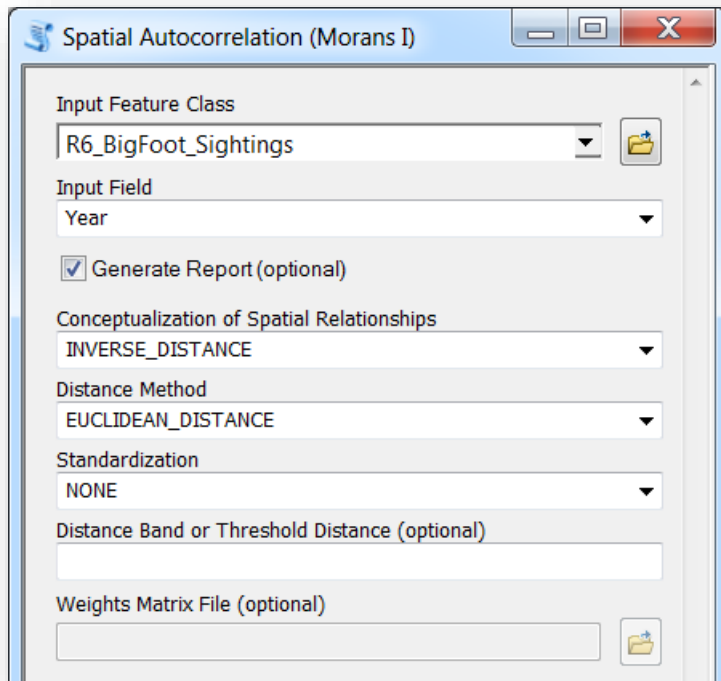 Spatial Autocorrelation (Morans I)
Input Feature Class
R6_BigFoot_Sightings
Input Field
Year
Generate Report (optional)
Conceptualization of Spatial Relationships
INVERSE_DISTANCE
Distance Method
EUCLIDEAN_DISTANCE
Standardization
NONE
Distance Band or Threshold Distance (optional)
Weights Matrix File (optional)